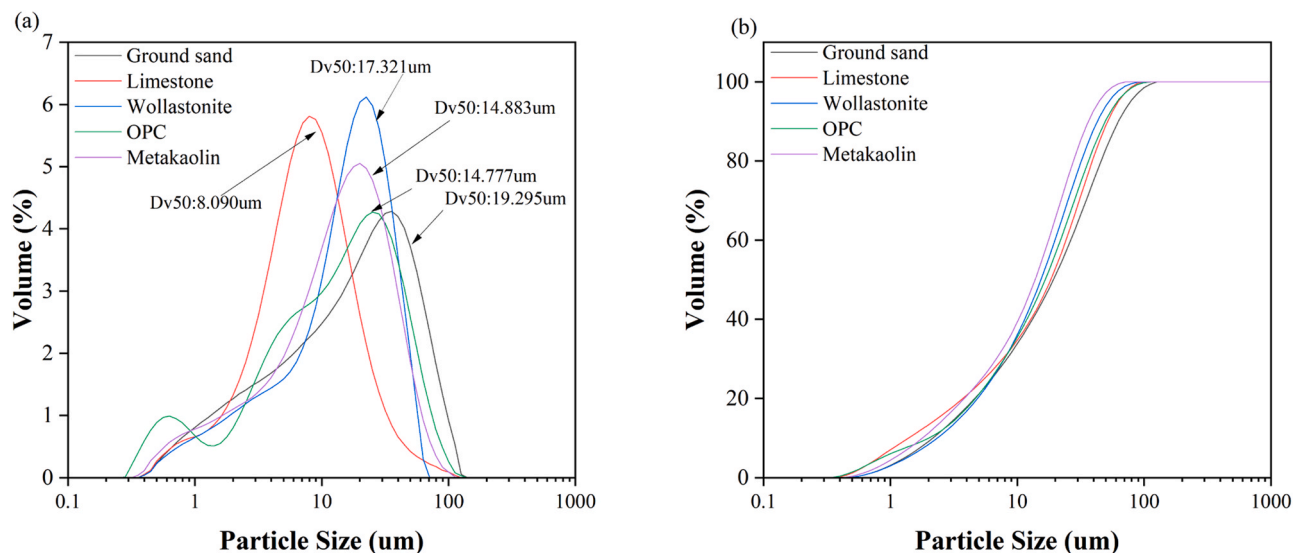 (a)
7
6
5
4
3
2
1
0
Volume (%)
Ground sand
Limestone
Wollastonite
OPC
Metakaolin
Dv50:17.321um
Dv50:14.883um
Dv50:14.777um
Dv50:19.295um
Dv50:8.090um
0.1 1 10 100 1000
Particle Size (um)
(b)
100
80
60
40
20
0
Volume (%)
Ground sand
Limestone
Wollastonite
OPC
Metakaolin
0.1 1 10 100 1000
Particle Size (um)